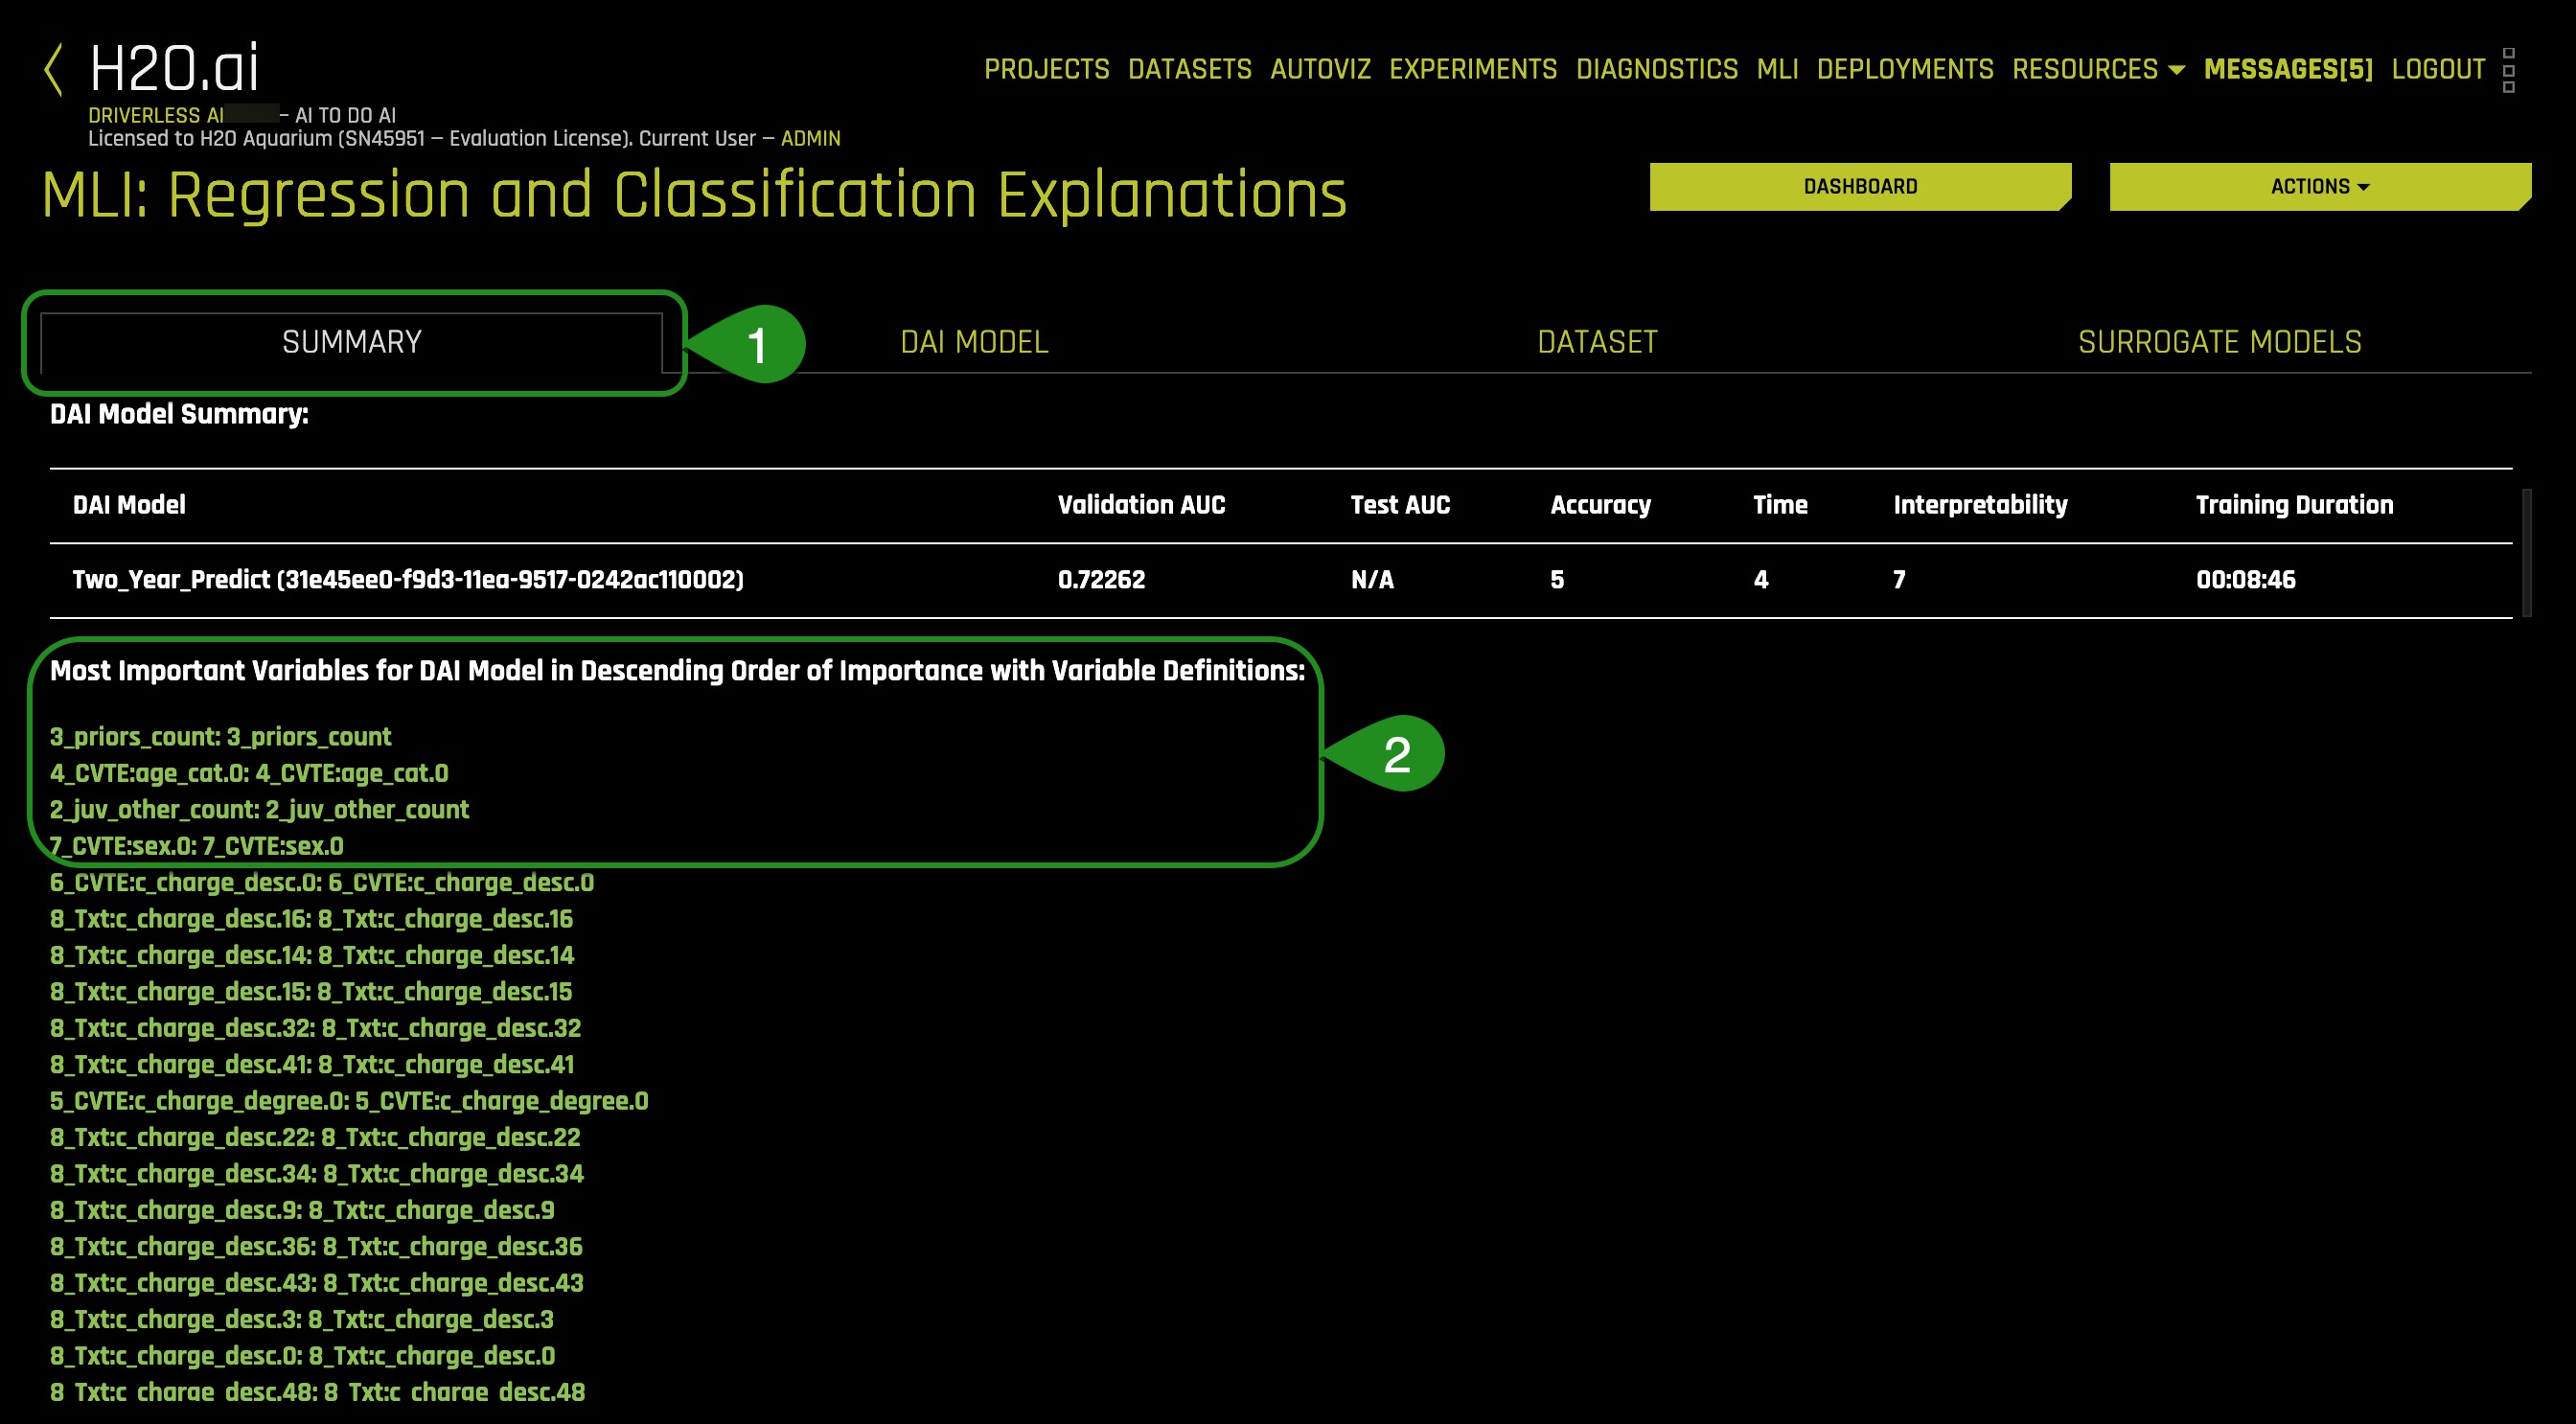 H2O.ai
PROJECTS DATASETS AUTOVIZ EXPERIMENTS DIAGNOSTICS MLI DEPLOYMENTS RESOURCES MESSAGES[5] LOGOUT
DRIVERLESS AI – AI TO DO AI
Licensed to H2O Aquarium (SN45951 – Evaluation License). Current User – ADMIN
MLI: Regression and Classification Explanations
DASHBOARD
ACTIONS
SUMMARY
1
DAI MODEL
DATASET
SURROGATE MODELS
DAI Model Summary:
DAI Model Validation AUC Test AUC Accuracy Time Interpretability Training Duration
Two_Year_Predict (31e45ee0-f9d3-11ea-9517-0242ac110002) 0.72262 N/A 5 4 7 00:08:46
Most Important Variables for DAI Model in Descending Order of Importance with Variable Definitions:
3_priors_count: 3_priors_count
2
4_CVTE:age_cat.0: 4_CVTE:age_cat.0
2_juv_other_count: 2_juv_other_count
7_CVTE:sex.0: 7_CVTE:sex.0
6_CVTE:c_charge_desc.0: 6_CVTE:c_charge_desc.0
8_Txt:c_charge_desc.16: 8_Txt:c_charge_desc.16
8_Txt:c_charge_desc.14: 8_Txt:c_charge_desc.14
8_Txt:c_charge_desc.15: 8_Txt:c_charge_desc.15
8_Txt:c_charge_desc.32: 8_Txt:c_charge_desc.32
8_Txt:c_charge_desc.41: 8_Txt:c_charge_desc.41
5_CVTE:c_charge_degree.0: 5_CVTE:c_charge_degree.0
8_Txt:c_charge_desc.22: 8_Txt:c_charge_desc.22
8_Txt:c_charge_desc.34: 8_Txt:c_charge_desc.34
8_Txt:c_charge_desc.9: 8_Txt:c_charge_desc.9
8_Txt:c_charge_desc.36: 8_Txt:c_charge_desc.36
8_Txt:c_charge_desc.43: 8_Txt:c_charge_desc.43
8_Txt:c_charge_desc.3: 8_Txt:c_charge_desc.3
8_Txt:c_charge_desc.0: 8_Txt:c_charge_desc.0
8_Txt:c_charge_desc.48: 8_Txt:c_charge_desc.48